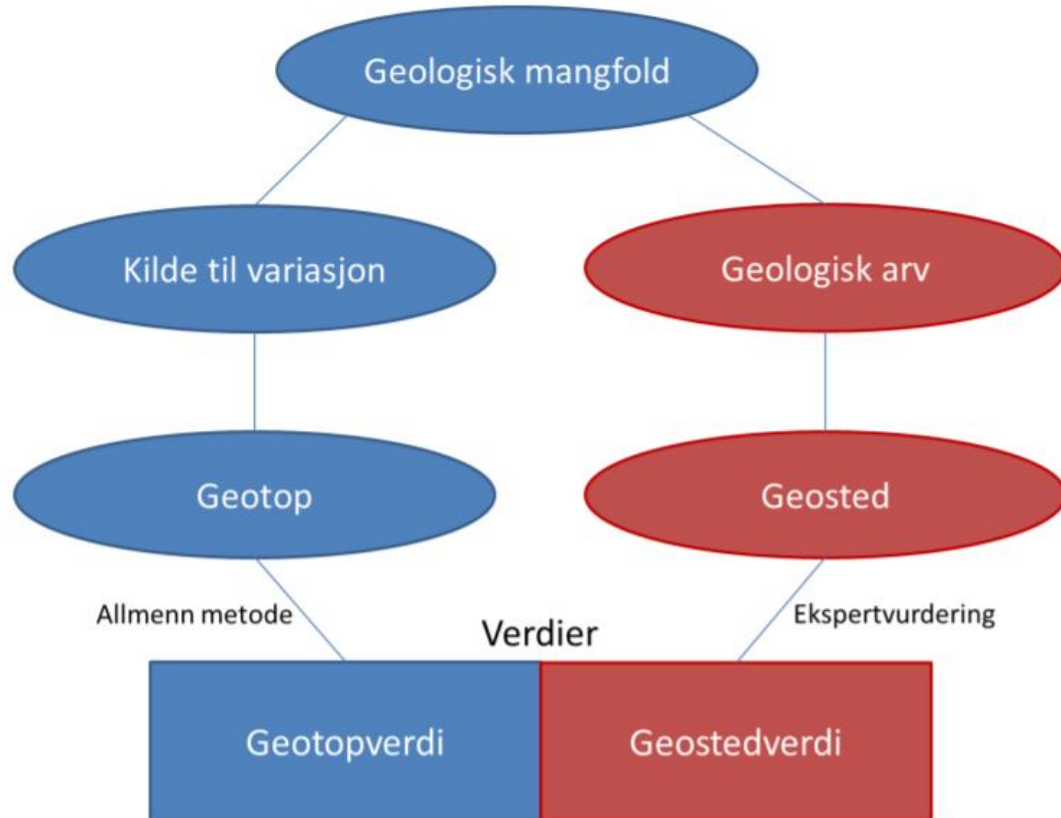 Geologisk mangfold
Kilde til variasjon
Geologisk arv
Geotop
Geosted
Allmenn metode
Ekspertvurdering
Verdier
Geotopverdi
Geostedverdi